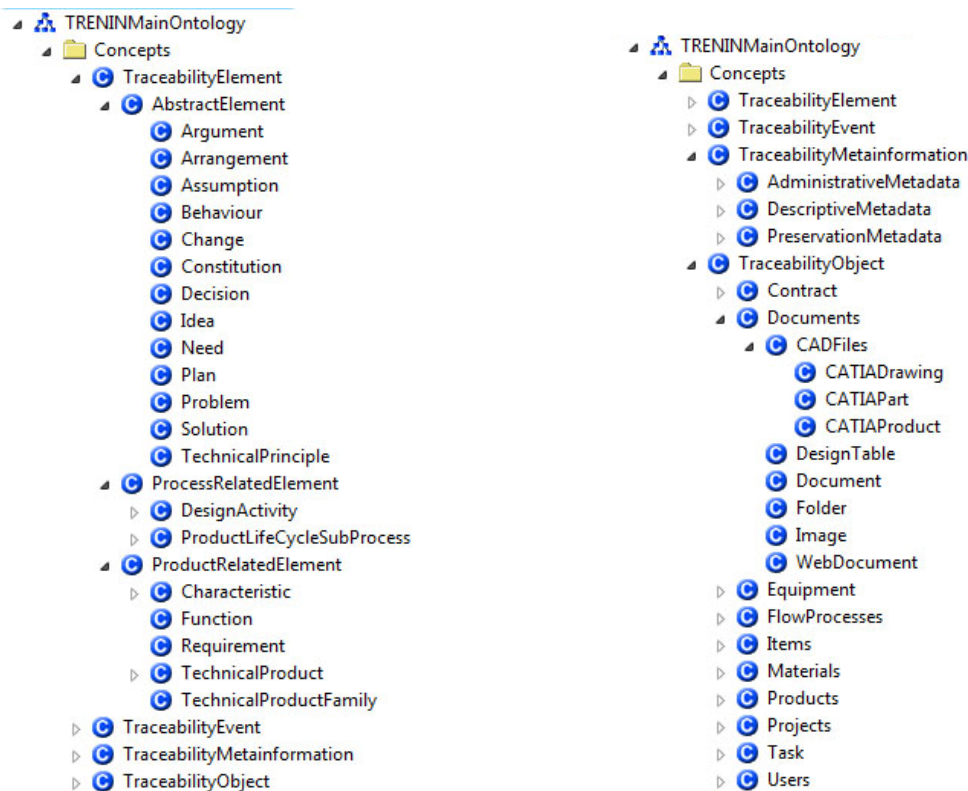 TRENINMainOntology
Concepts
TraceabilityElement
AbstractElement
Argument
Arrangement
Assumption
Behaviour
Change
Constitution
Decision
Idea
Need
Plan
Problem
Solution
TechnicalPrinciple
ProcessRelatedElement
DesignActivity
ProductLifeCycleSubProcess
ProductRelatedElement
Characteristic
Function
Requirement
TechnicalProduct
TechnicalProductFamily
TraceabilityEvent
TraceabilityMetainformation
TraceabilityObject
TRENINMainOntology
Concepts
TraceabilityElement
TraceabilityEvent
TraceabilityMetainformation
AdministrativeMetadata
DescriptiveMetadata
PreservationMetadata
TraceabilityObject
Contract
Documents
CADFiles
CATIADrawing
CATIAPart
CATIAProduct
DesignTable
Document
Folder
Image
WebDocument
Equipment
FlowProcesses
Items
Materials
Products
Projects
Task
Users